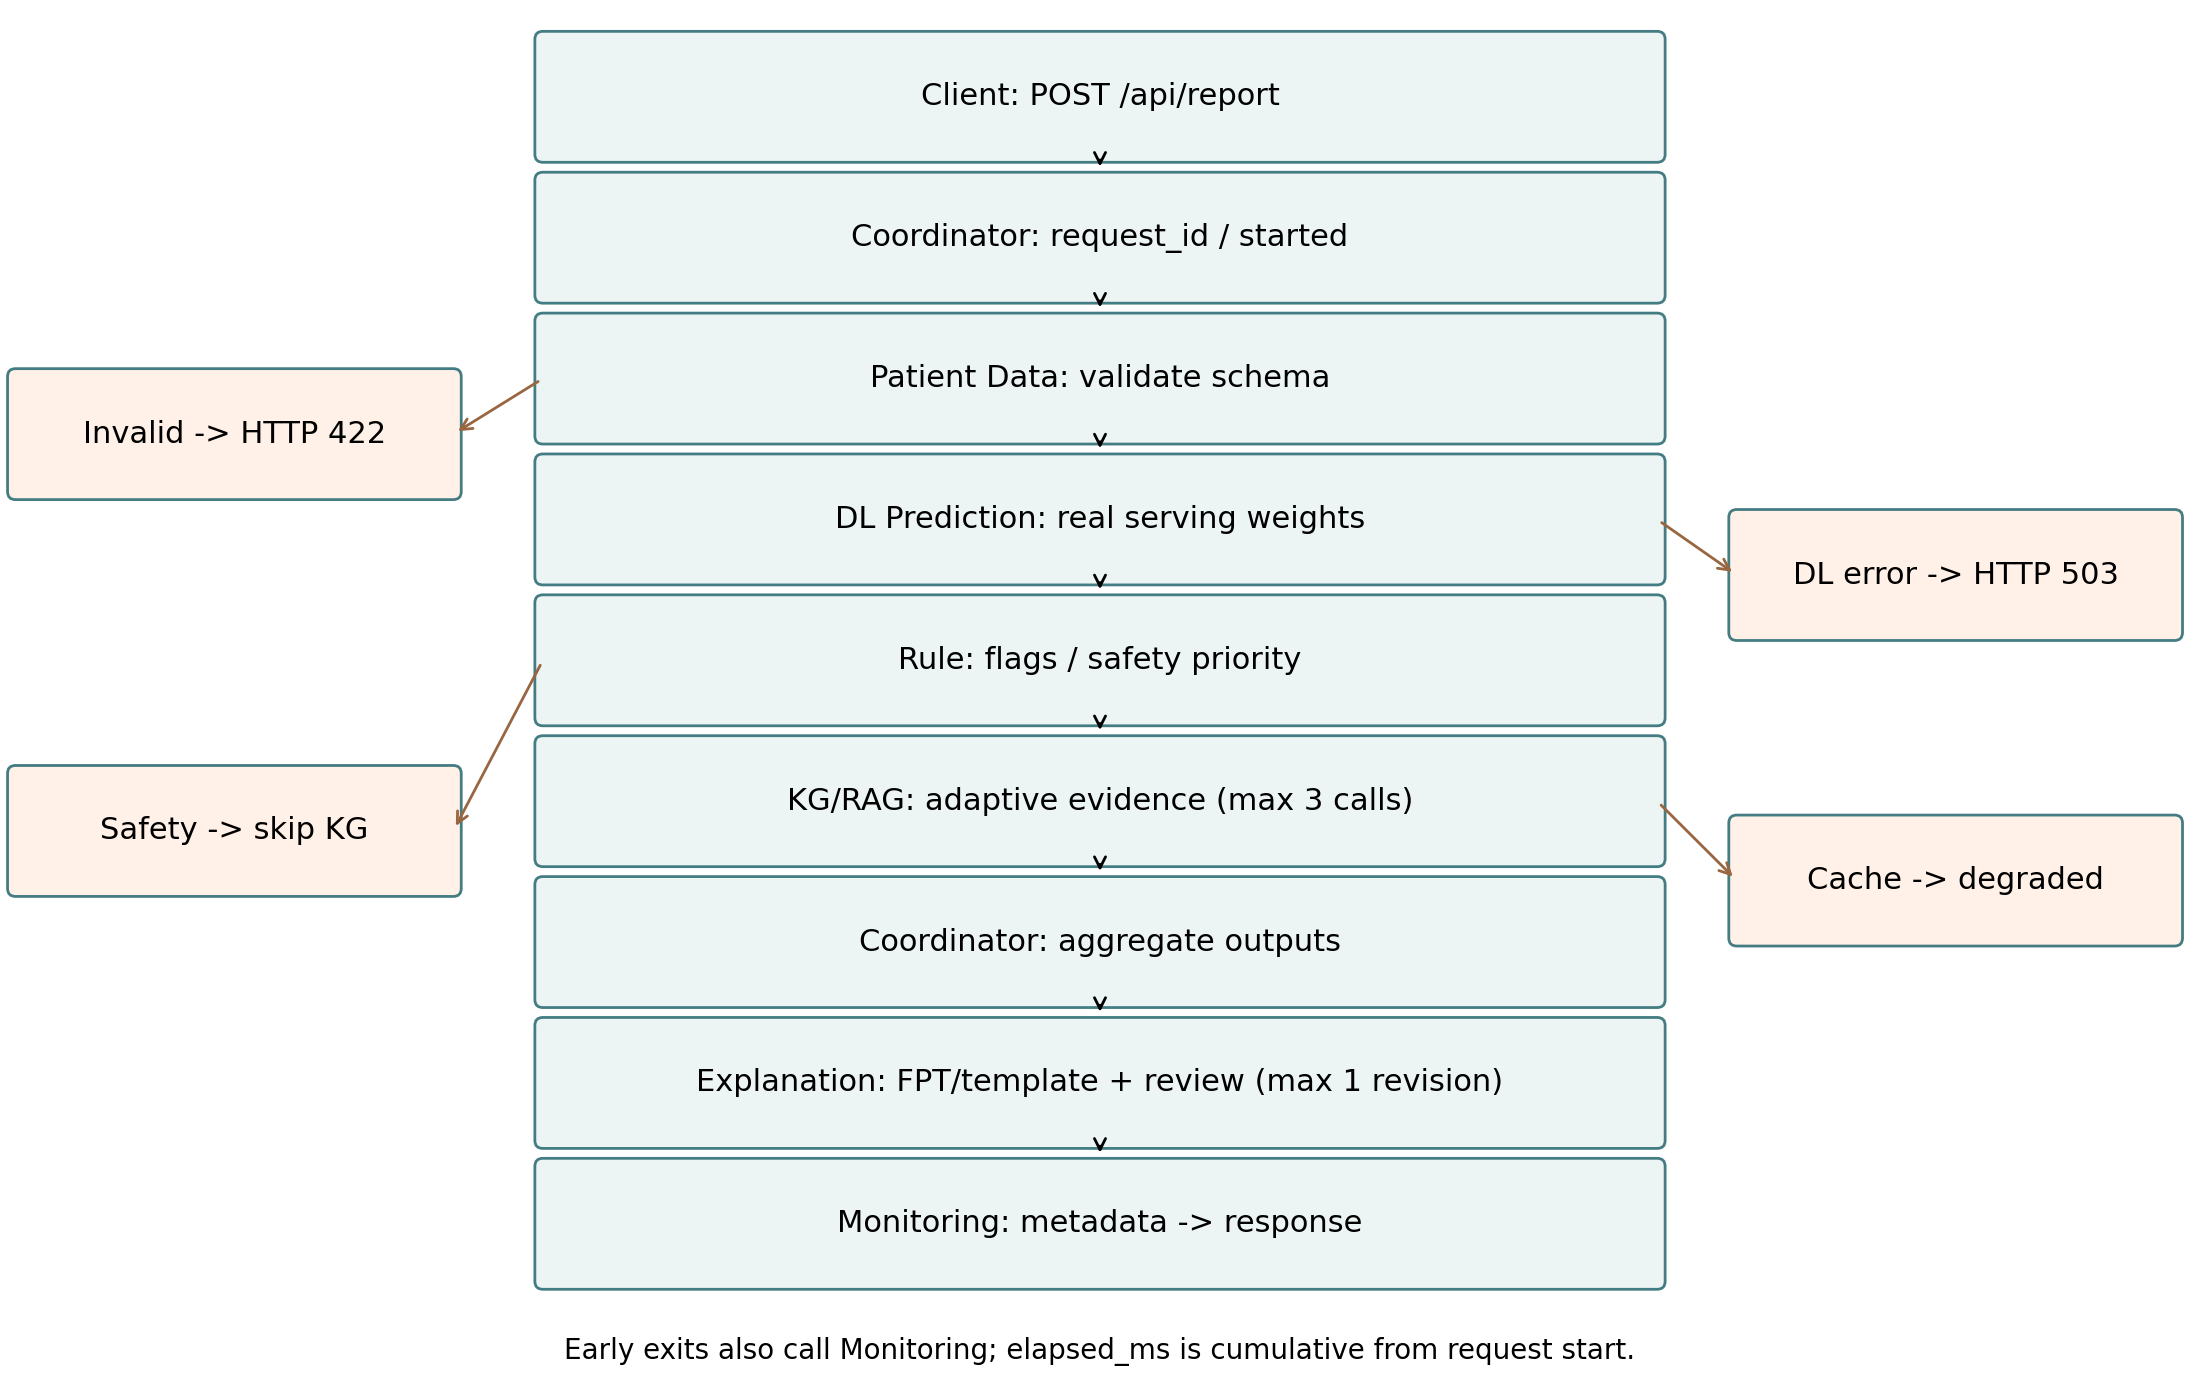 Client: POST /api/report
Coordinator: request_id / started
Patient Data: validate schema
Invalid -> HTTP 422
DL Prediction: real serving weights
DL error -> HTTP 503
Rule: flags / safety priority
Safety -> skip KG
KG/RAG: adaptive evidence (max 3 calls)
Cache -> degraded
Coordinator: aggregate outputs
Explanation: FPT/template + review (max 1 revision)
Monitoring: metadata -> response
Early exits also call Monitoring; elapsed_ms is cumulative from request start.